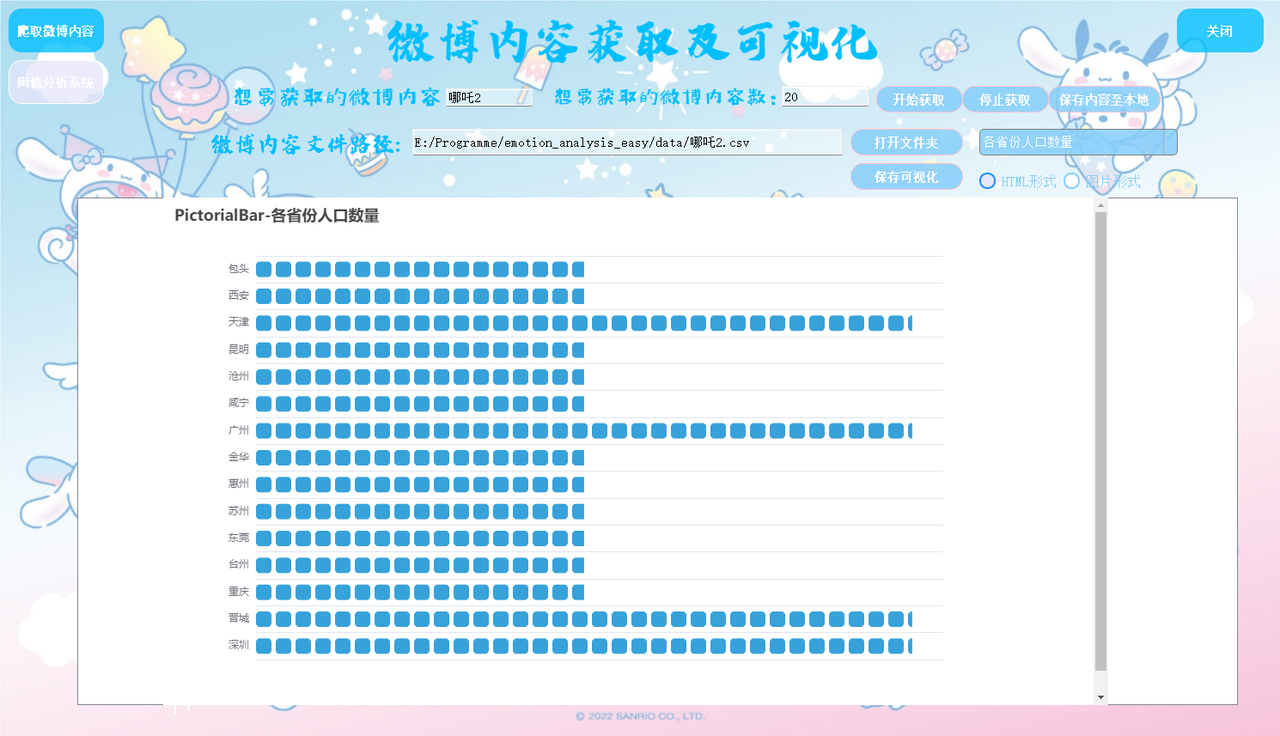 爬取微博内容
微博内容获取及可视化
关闭
舆情分析系统
想要获取的微博内容 哪吒2 想要获取的微博内容数: 20 开始获取 停止获取 保存内容至本地
微博内容文件路径: E:/Programme/emotion_analysis_easy/data/哪吒2.csv 打开文件夹 各省份人口数量
保存可视化 HTML形式 图片形式
PictorialBar-各省份人口数量
包头
西安
天津
昆明
沧州
咸宁
广州
金华
惠州
苏州
东莞
台州
重庆
晋城
深圳
© 2022 SANRIO CO., LTD.